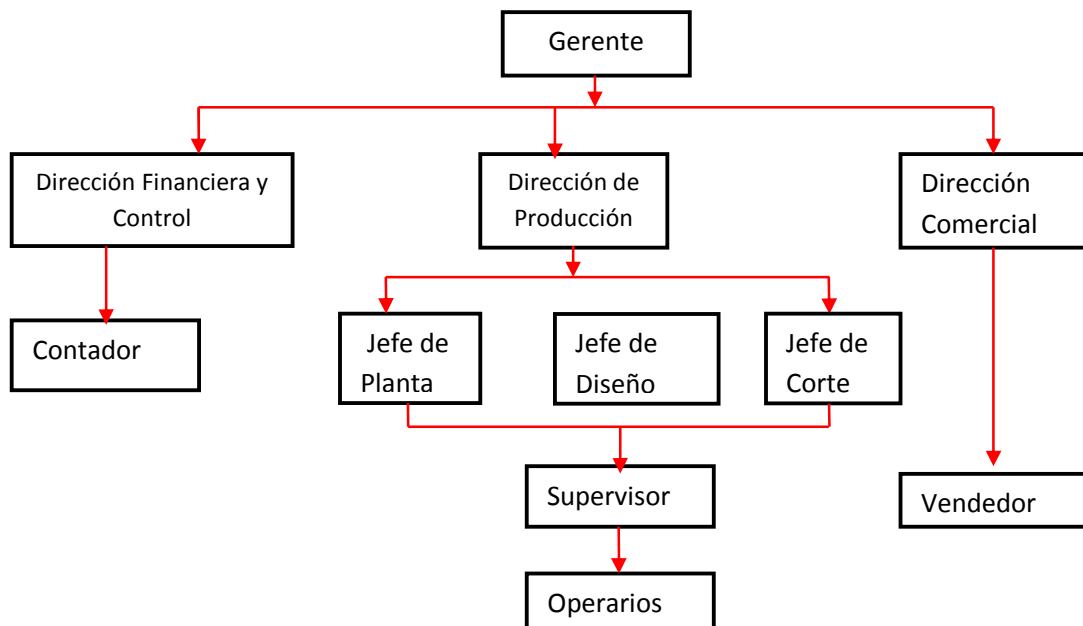 Gerente
Dirección Financiera y
Control
Dirección de
Producción
Dirección
Comercial
Contador
Jefe de
Planta
Jefe de
Diseño
Jefe de
Corte
Supervisor
Vendedor
Operarios